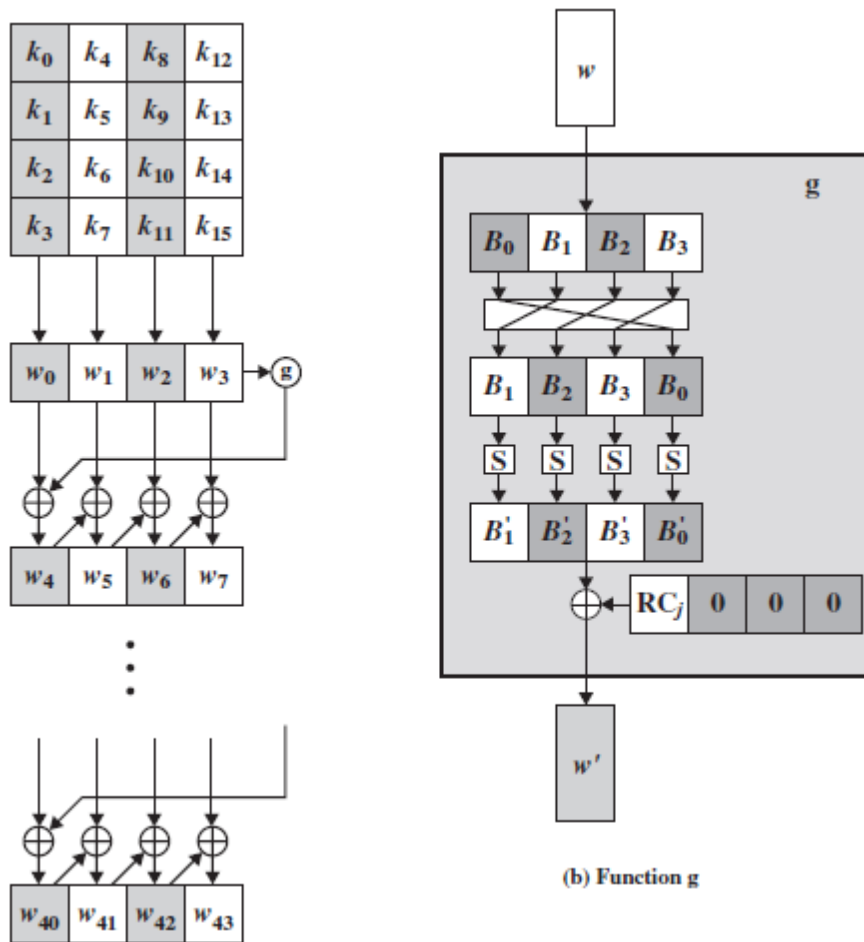 k0 k4 k8 k12
k1 k5 k9 k13
k2 k6 k10 k14
k3 k7 k11 k15
w0 w1 w2 w3 g
w4 w5 w6 w7
w40 w41 w42 w43
w
g
B0 B1 B2 B3
B1 B2 B3 B0
S S S S
B'1 B'2 B'3 B'0
RCj 0 0 0
w'
(b) Function g